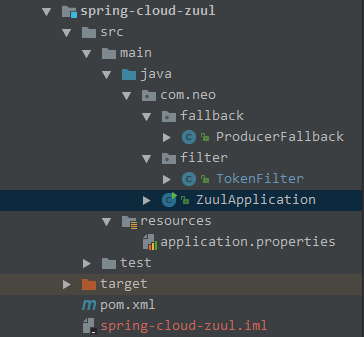 spring-cloud-zuul
src
main
java
com.neo
fallback
ProducerFallback
filter
TokenFilter
ZuulApplication
resources
application.properties
test
target
pom.xml
spring-cloud-zuul.iml